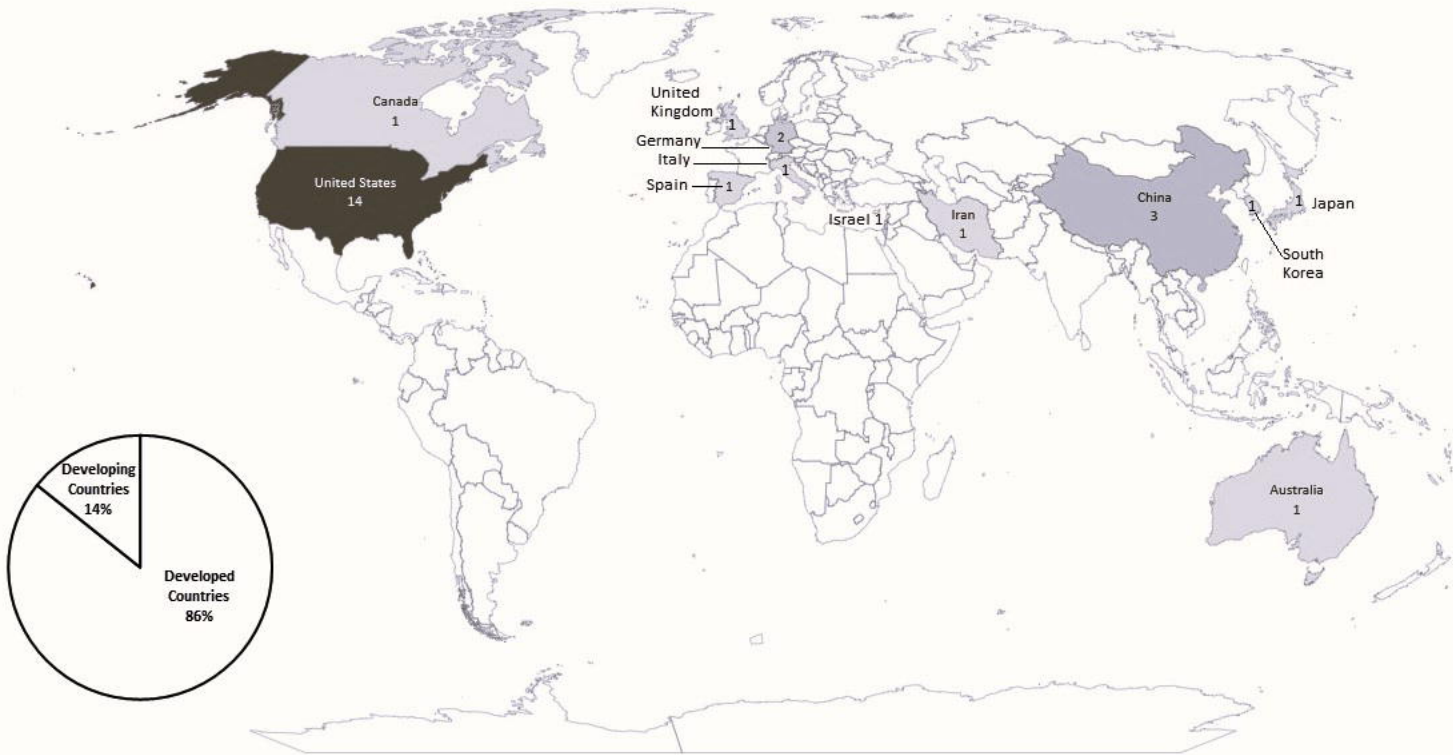 Canada
1
United States
14
United
Kingdom
1
Germany
2
Italy
1
Spain
1
Israel 1
Iran
1
China
3
1
South
Korea
1
Japan
Australia
1
Developing
Countries
14%
Developed
Countries
86%